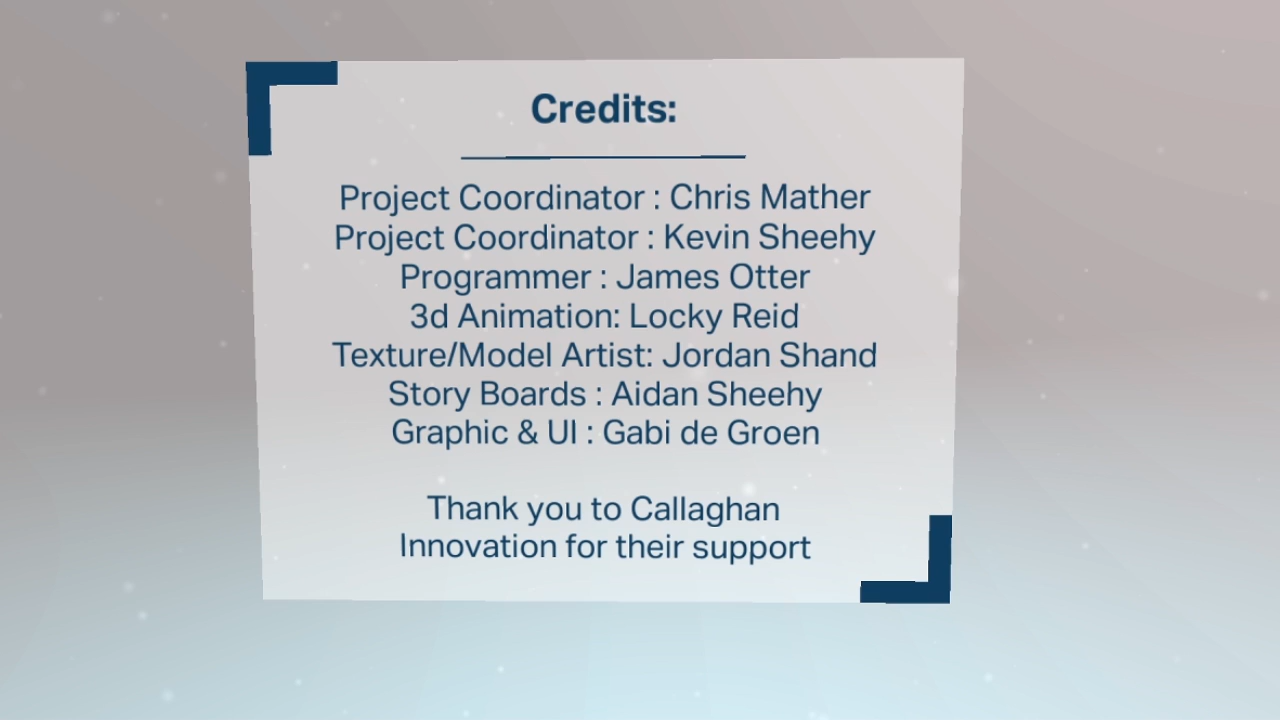 Credits:
Project Coordinator : Chris Mather
Project Coordinator : Kevin Sheehy
Programmer : James Otter
3d Animation: Locky Reid
Texture/Model Artist: Jordan Shand
Story Boards : Aidan Sheehy
Graphic & UI : Gabi de Groen
Thank you to Callaghan
Innovation for their support